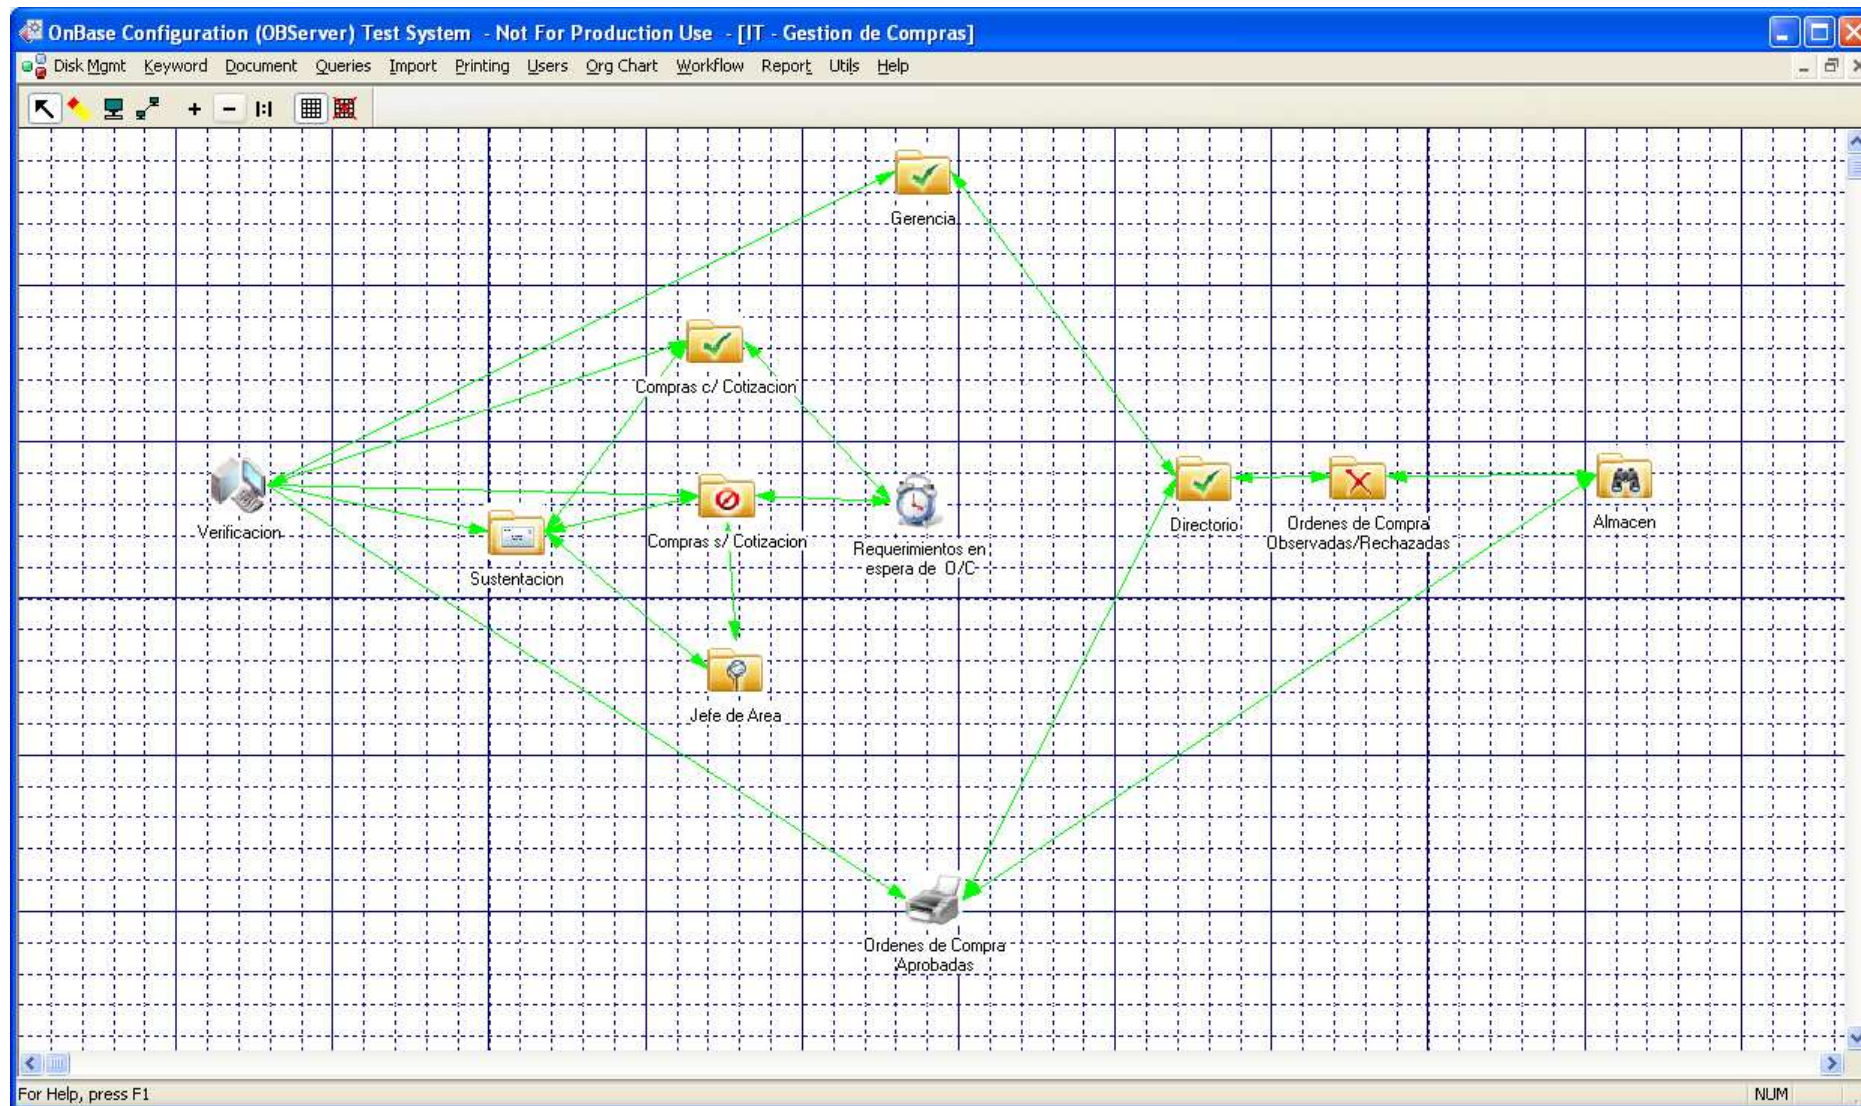 OnBase Configuration (OBServer) Test System - Not For Production Use - [IT - Gestion de Compras]
Disk Mgmt Keyword Document Queries Import Printing Users Org Chart Workflow Report Utils Help
Gerencia
Compras c/ Cotizacion
Verificacion
Sustentacion
Compras s/ Cotizacion
Requerimientos en
espera de O/C
Directorio
Ordenes de Compra
Observadas/Rechazadas
Almacen
Jefe de Area
Ordenes de Compra
Aprobadas
For Help, press F1
NUM